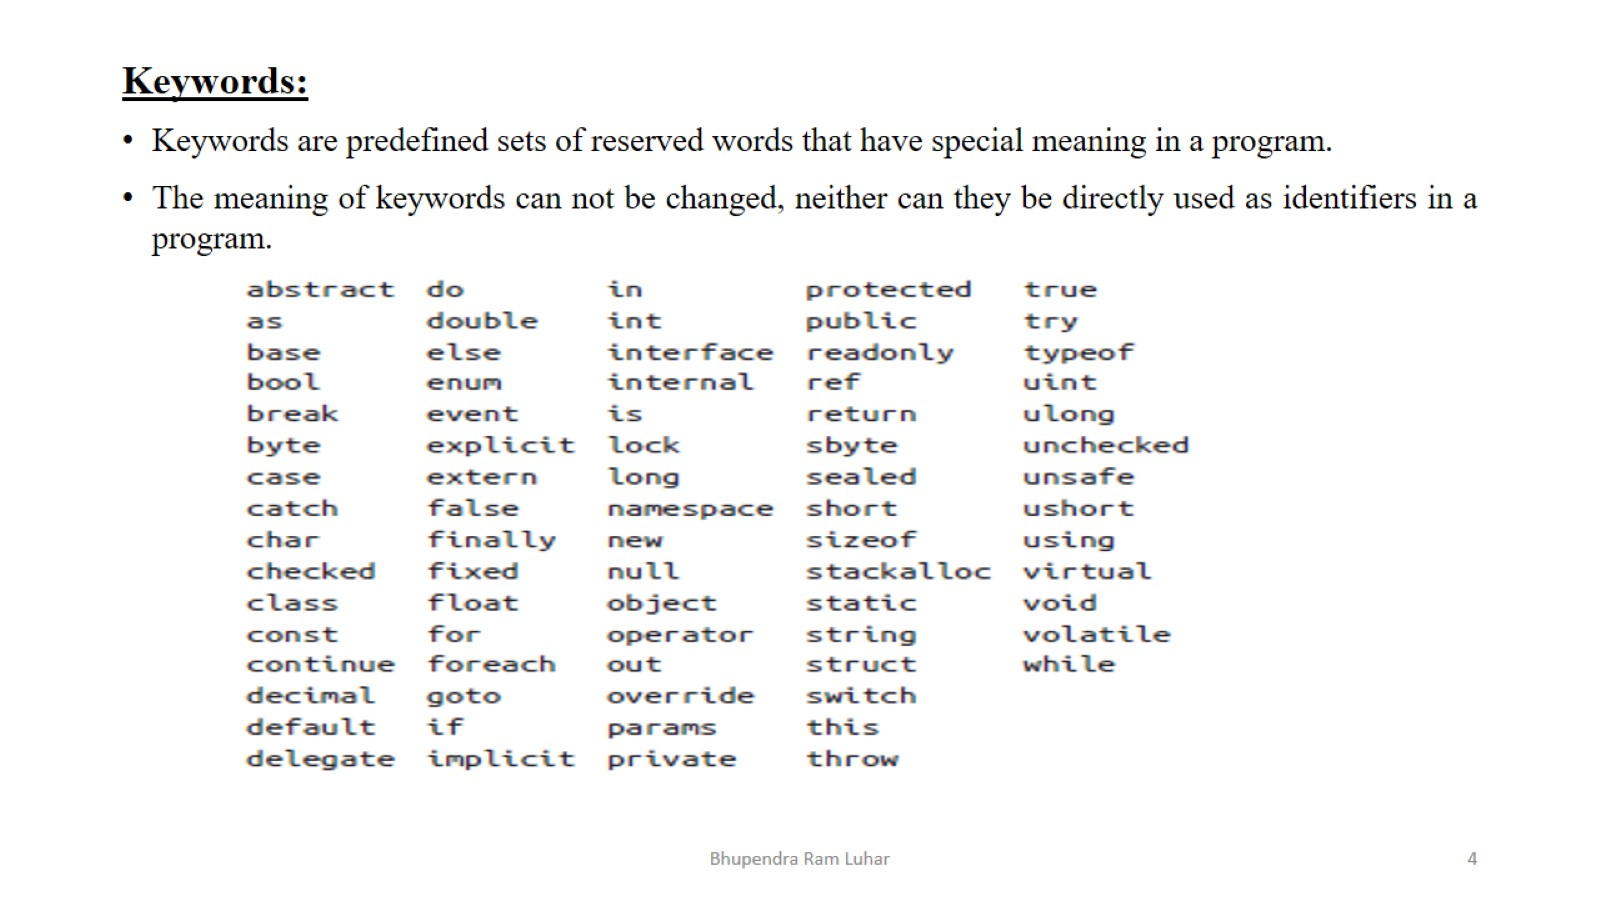 Keywords:
• Keywords are predefined sets of reserved words that have special meaning in a program.
• The meaning of keywords can not be changed, neither can they be directly used as identifiers in a
program.
abstract do in protected true
as double int public try
base else interface readonly typeof
bool enum internal ref uint
break event is return ulong
byte explicit lock sbyte unchecked
case extern long sealed unsafe
catch false namespace short ushort
char finally new sizeof using
checked fixed null stackalloc virtual
class float object static void
const for operator string volatile
continue foreach out struct while
decimal goto override switch
default if params this
delegate implicit private throw
Bhupendra Ram Luhar 4